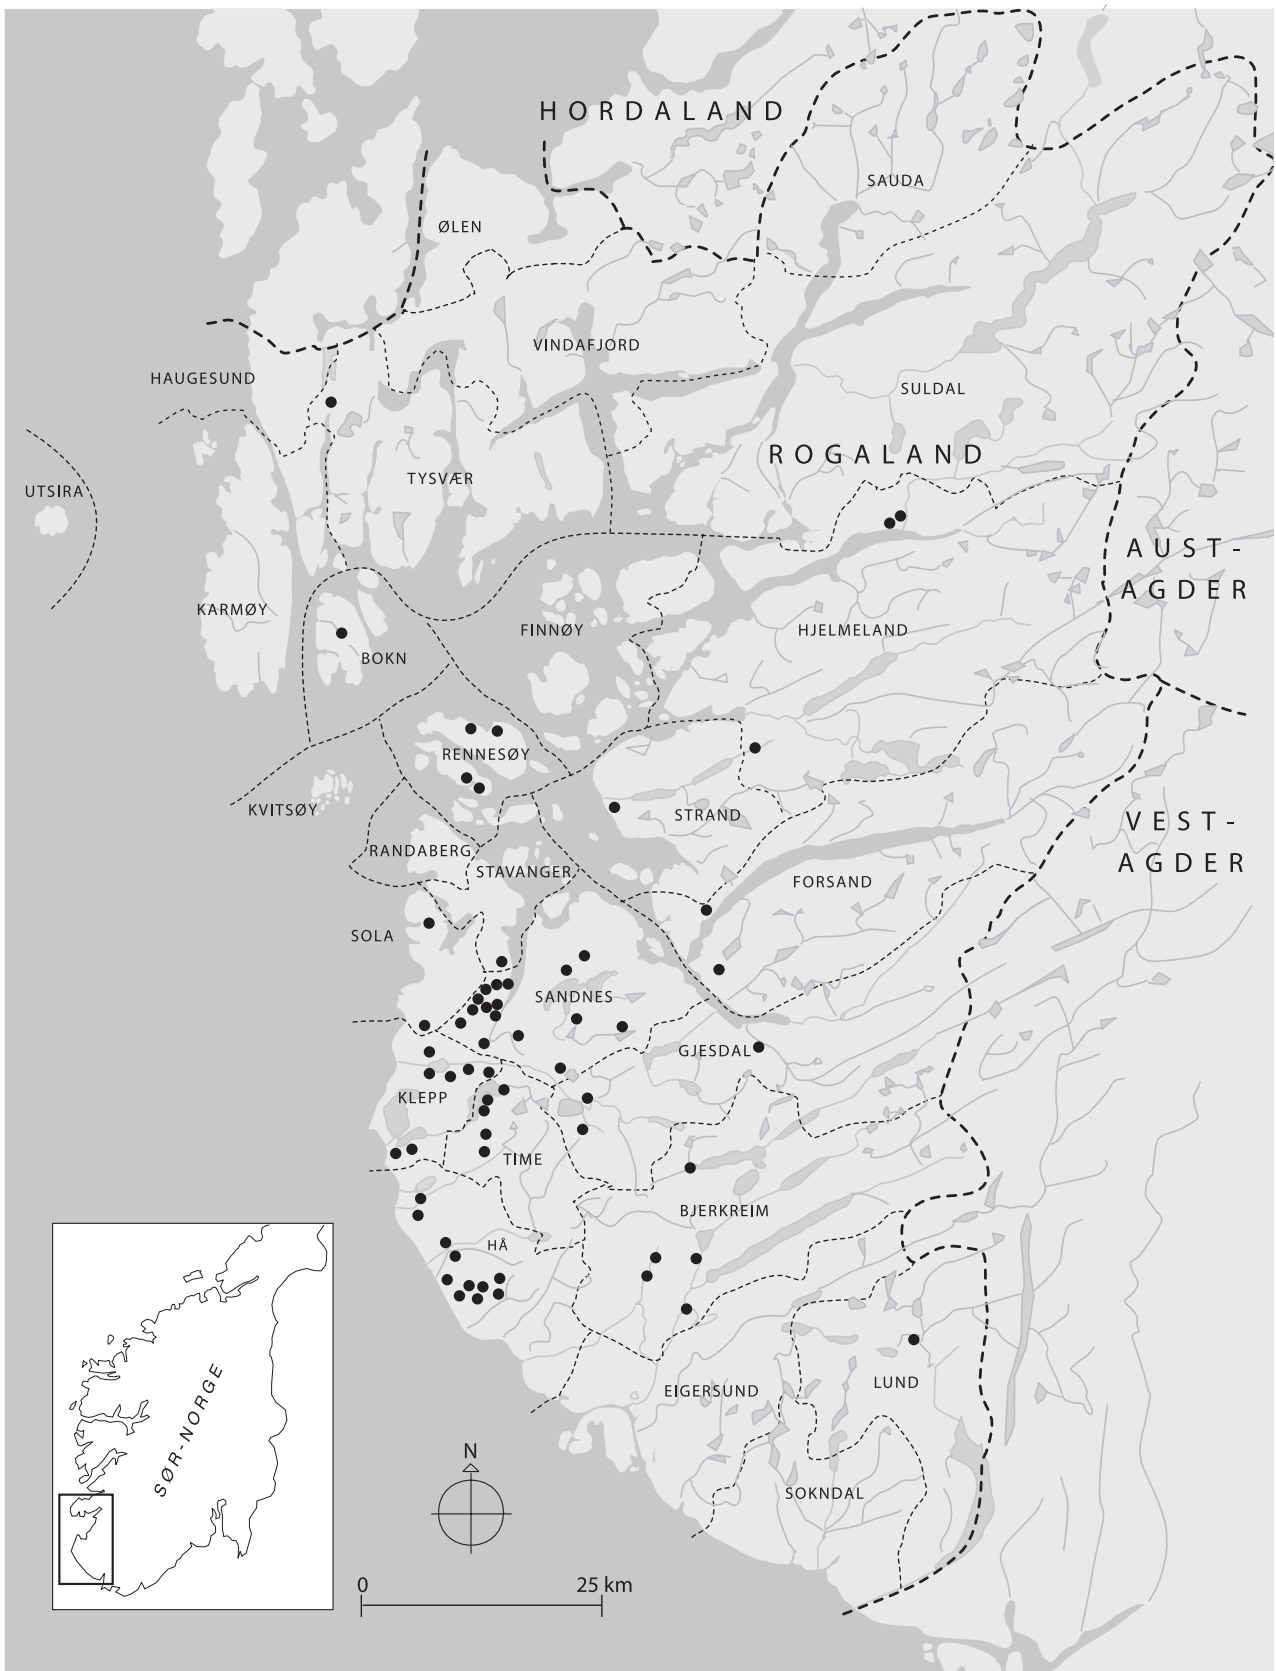 HORDALAND
SAUDA
ØLEN
VINDAFJORD
HAUGESUND
SULDAL
ROGALAND
TYSVÆR
UTSIRA
AUST-
AGDER
KARMØY
FINNØY
HJELMELAND
BOKN
RENNESØY
KVITSØY
STRAND
VEST-
AGDER
RANDABERG
STAVANGER
FORSAND
SOLA
SANDNES
GJESDAL
KLEPP
TIME
BJERKREIM
HÅ
EIGERSUND
LUND
SØR-NORGE
N
SOKNDAL
0 25 km